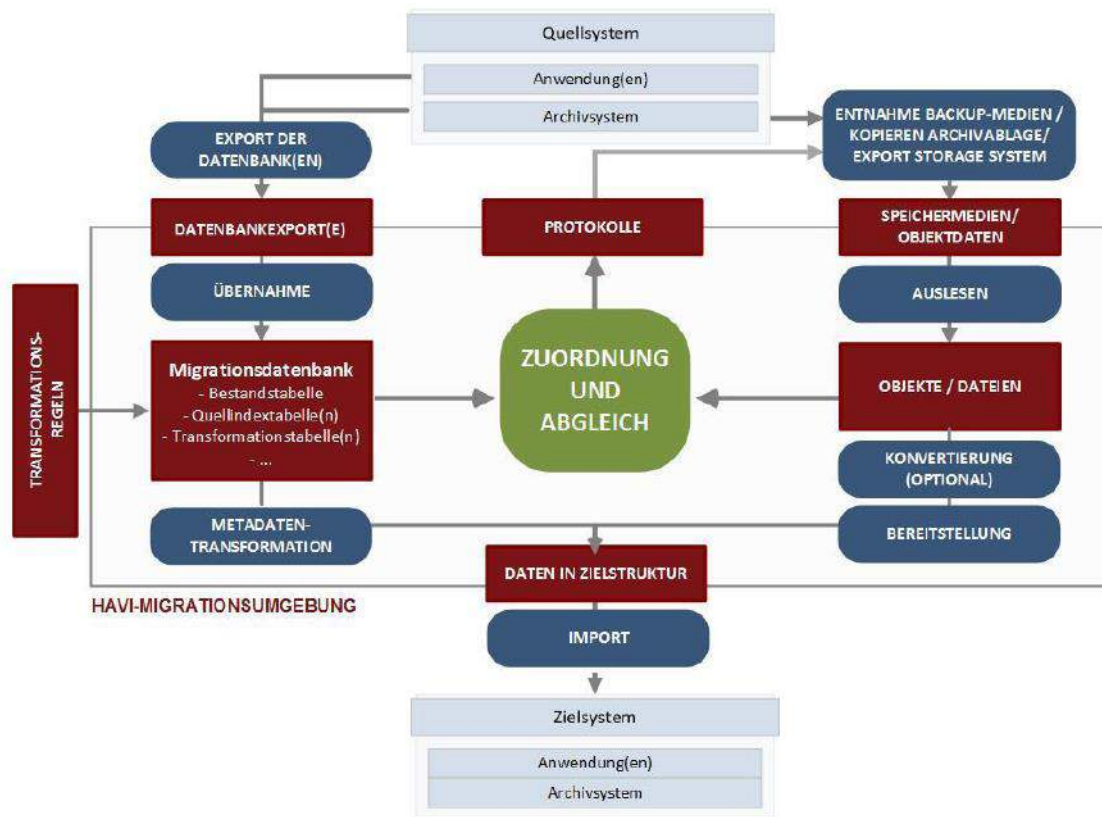 Quellsystem
Anwendung(en)
Archivsystem
EXPORT DER
DATENBANK(EN)
ENTNAHME BACKUP-MEDIEN /
KOPIEREN ARCHIVABLAGE/
EXPORT STORAGE SYSTEM
DATENBANKEXPORT(E)
PROTOKOLLE
SPEICHERMEDIEN/
OBJEKTDATEN
ÜBERNAHME
AUSLESEN
TRANSFORMATIONS-
REGELN
Migrationsdatenbank
- Bestandstabelle
- Quellindextabelle(n)
- Transformationstabelle(n)
- ...
ZUORDNUNG
UND
ABGLEICH
OBJEKTE / DATEIEN
KONVERTIERUNG
(OPTIONAL)
METADATEN-
TRANSFORMATION
BEREITSTELLUNG
DATEN IN ZIELSTRUKTUR
HAVI-MIGRATIONSUMGEBUNG
IMPORT
Zielsystem
Anwendung(en)
Archivsystem